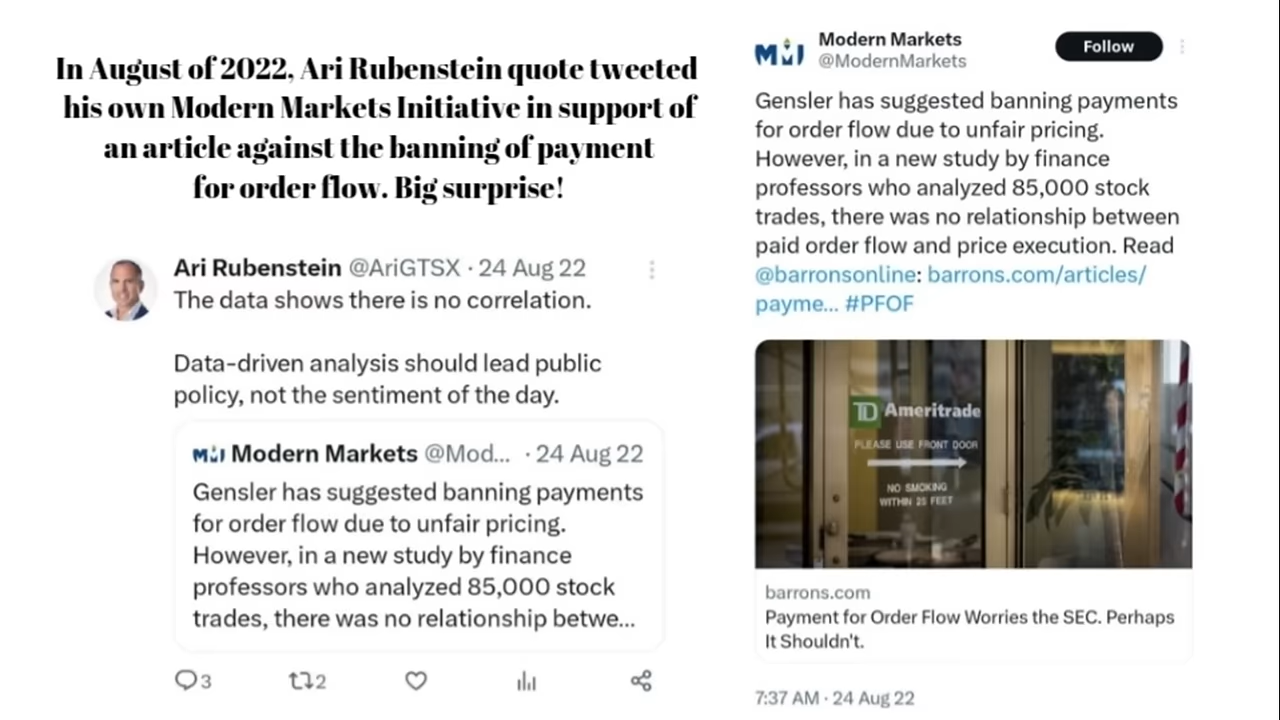 In August of 2022, Ari Rubenstein quote tweeted
his own Modern Markets Initiative in support of
an article against the banning of payment
for order flow. Big surprise!
Ari Rubenstein @AriGTSX · 24 Aug 22
The data shows there is no correlation.
Data-driven analysis should lead public
policy, not the sentiment of the day.
MMI Modern Markets @Mod... · 24 Aug 22
Gensler has suggested banning payments
for order flow due to unfair pricing.
However, in a new study by finance
professors who analyzed 85,000 stock
trades, there was no relationship betwe...
3
2
MMI
Modern Markets
@ModernMarkets
Follow
Gensler has suggested banning payments
for order flow due to unfair pricing.
However, in a new study by finance
professors who analyzed 85,000 stock
trades, there was no relationship between
paid order flow and price execution. Read
@barronsonline: barrons.com/articles/
payme... #PFOF
TD Ameritrade
PLEASE USE FRONT DOOR
NO SMOKING
WITHIN 25 FEET
barrons.com
Payment for Order Flow Worries the SEC. Perhaps
It Shouldn't.
7:37 AM · 24 Aug 22